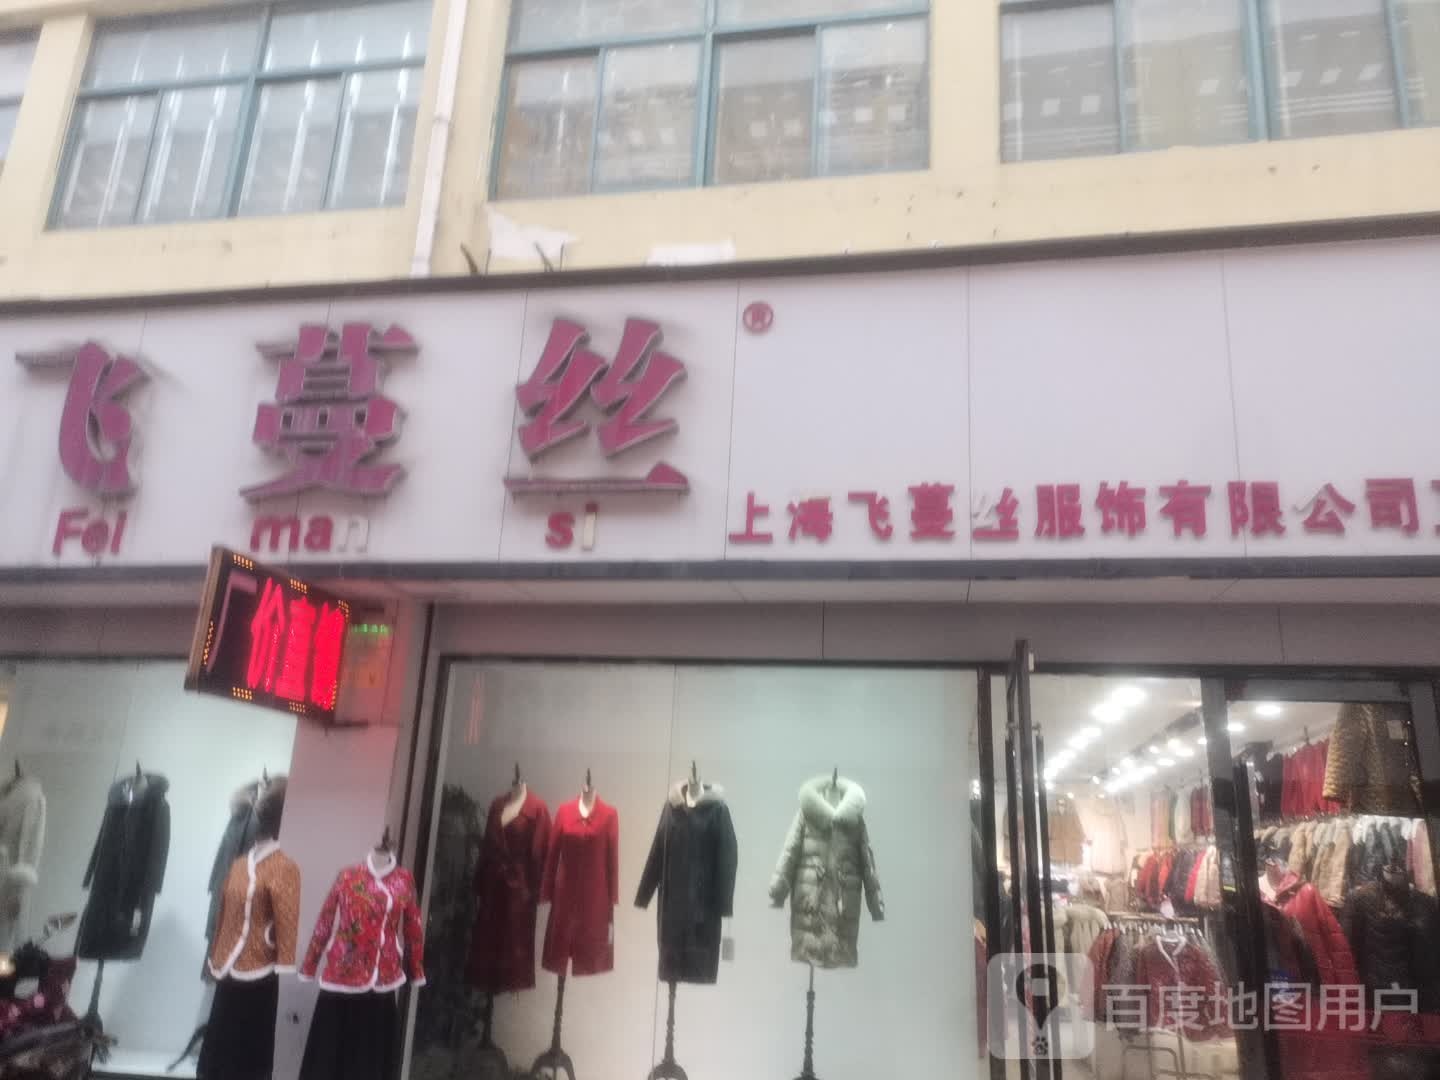 飞蔓丝®
Fei man si
上海飞蔓丝服饰有限公司
厂价直销
百度地图用户